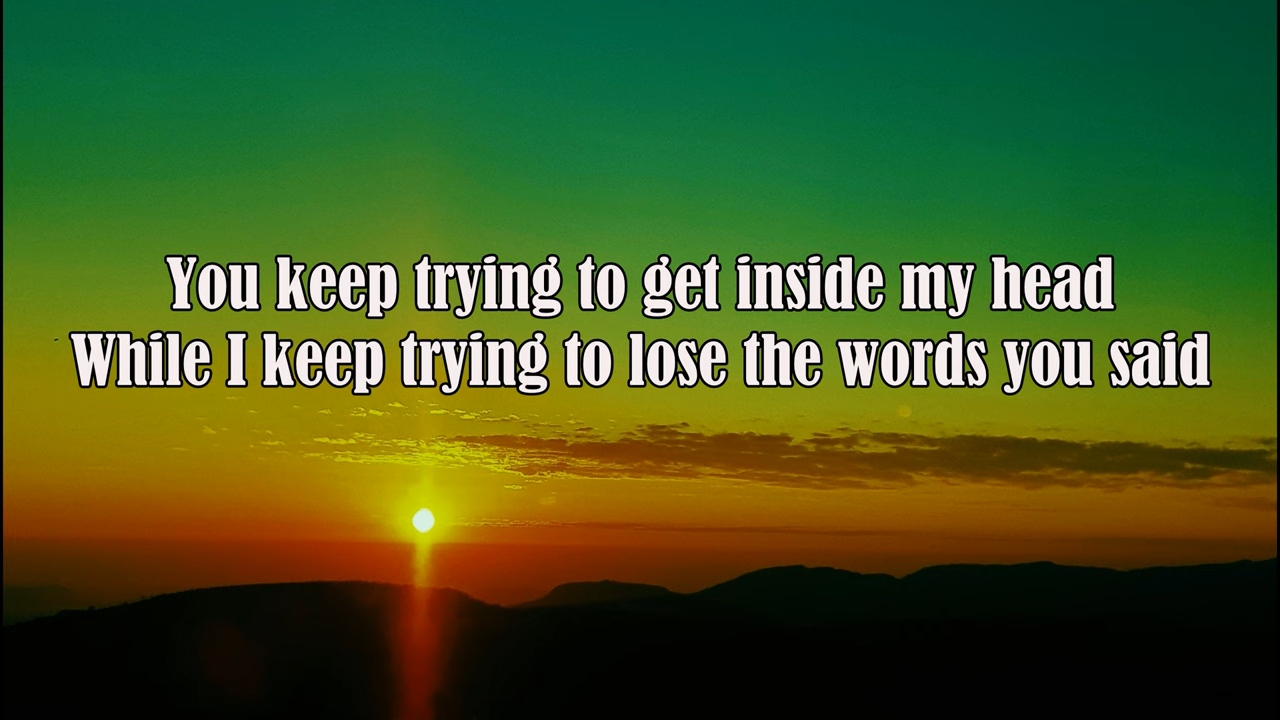 You keep trying to get inside my head
While I keep trying to lose the words you said